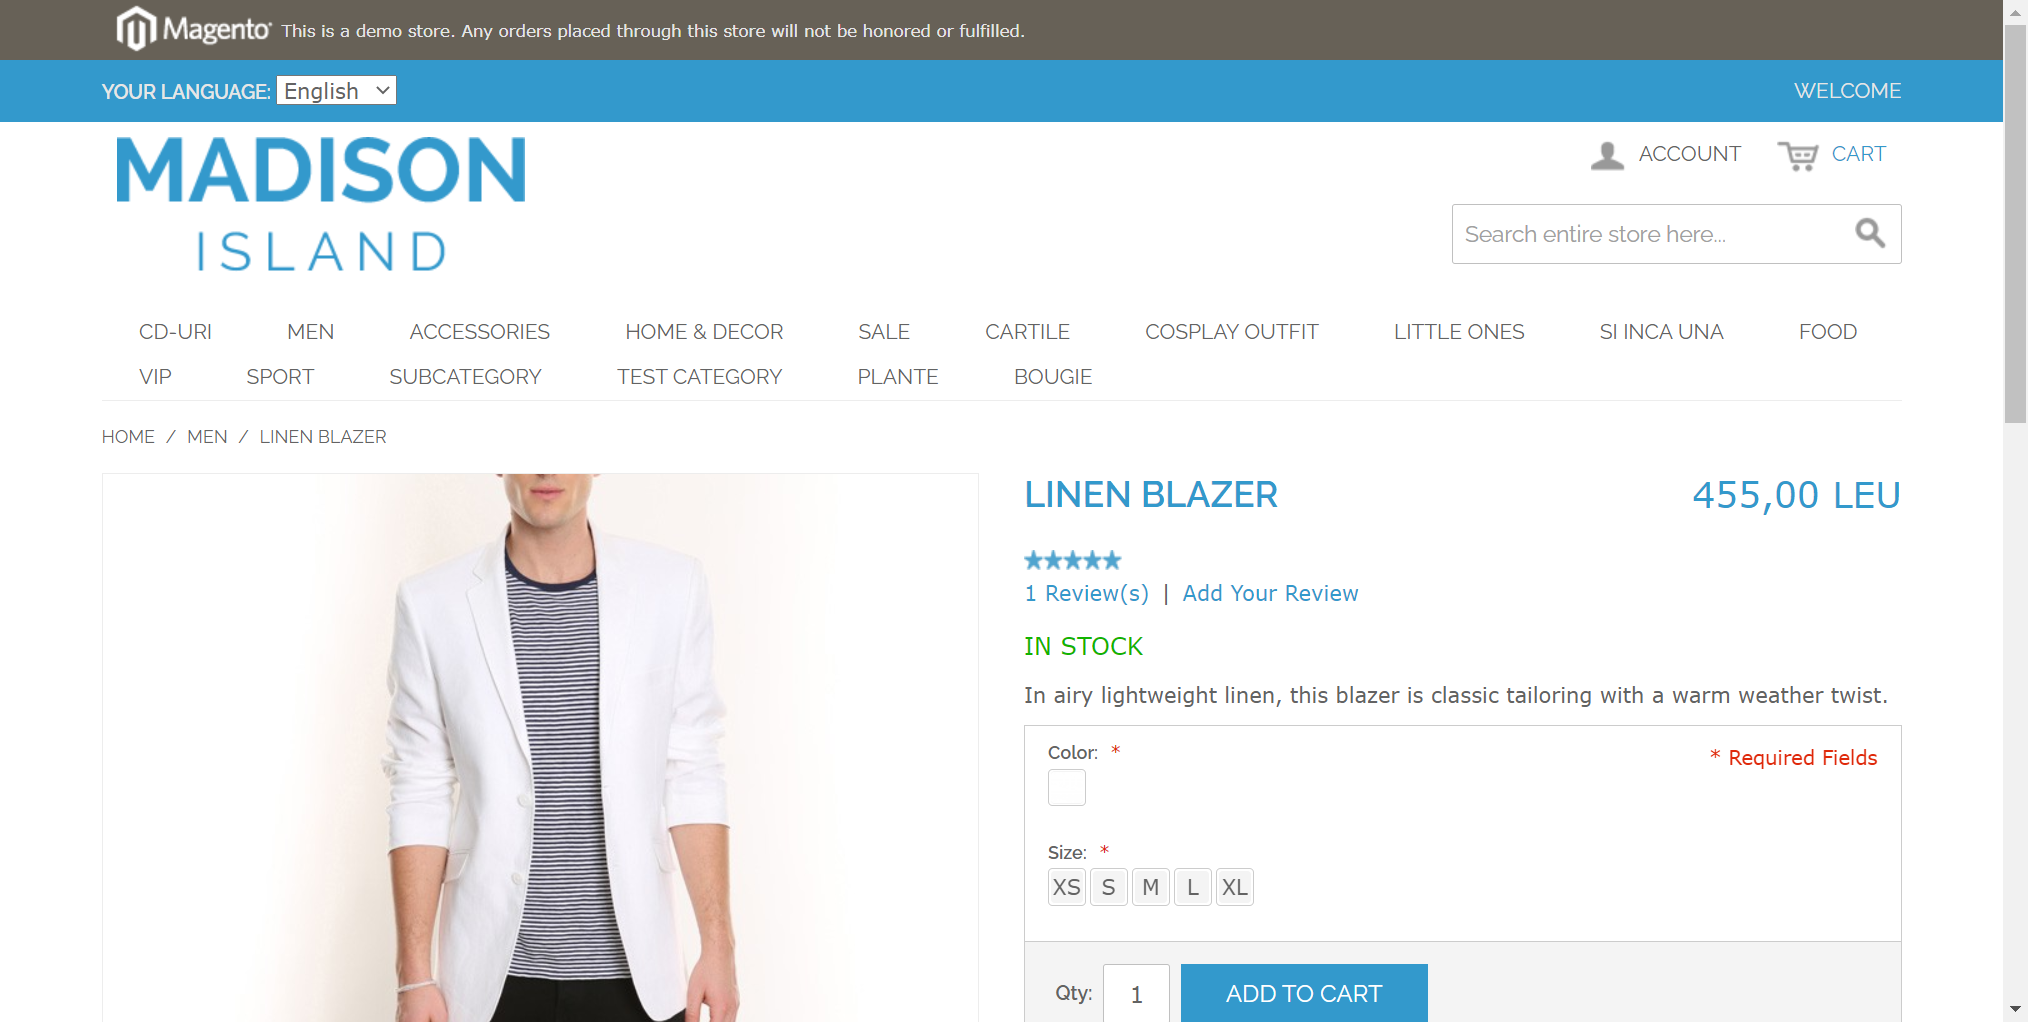 Magento This is a demo store. Any orders placed through this store will not be honored or fulfilled.
YOUR LANGUAGE: English
WELCOME
MADISON
ISLAND
ACCOUNT
CART
Search entire store here...
CD-URI MEN ACCESSORIES HOME & DECOR SALE CARTILE COSPLAY OUTFIT LITTLE ONES SI INCA UNA FOOD
VIP SPORT SUBCATEGORY TEST CATEGORY PLANTE BOUGIE
HOME / MEN / LINEN BLAZER
LINEN BLAZER
455,00 LEU
1 Review(s) | Add Your Review
IN STOCK
In airy lightweight linen, this blazer is classic tailoring with a warm weather twist.
Color: *
* Required Fields
Size: *
XS S M L XL
Qty: 1 ADD TO CART